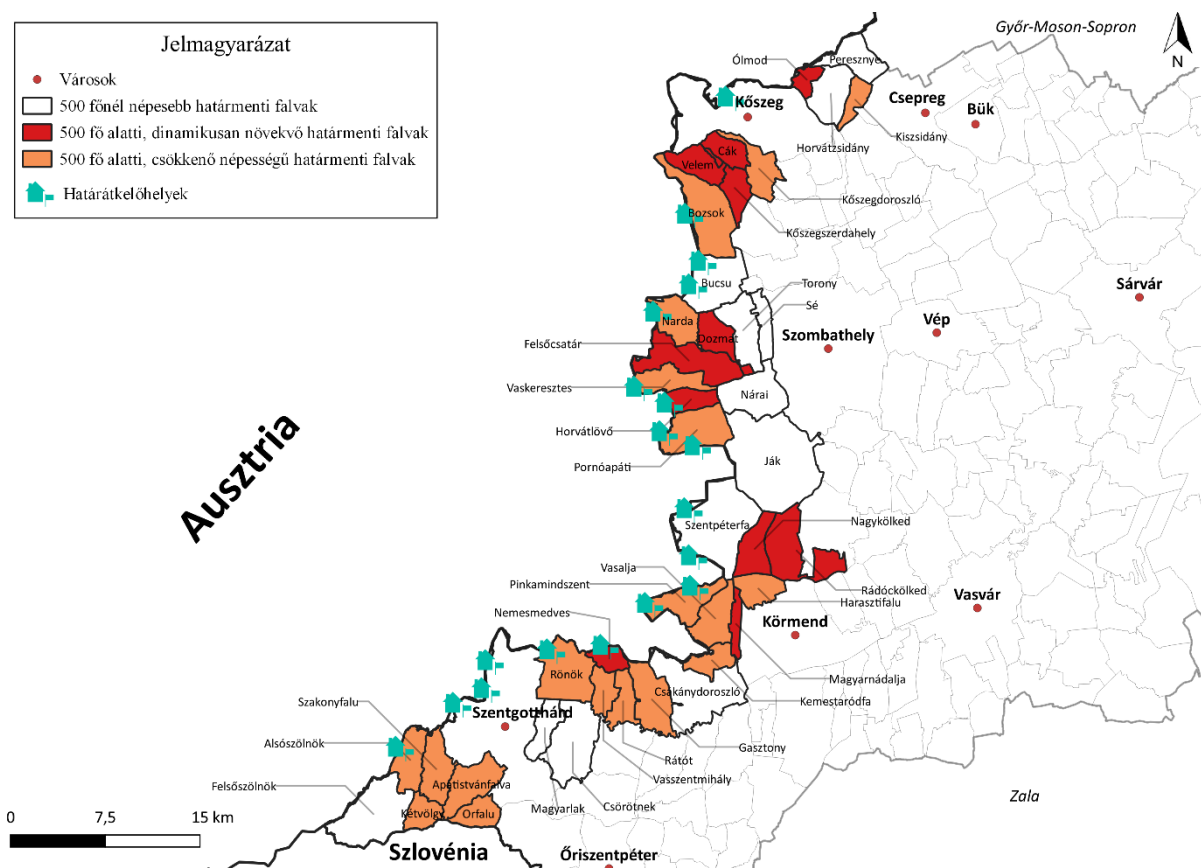 Jelmagyarázat
Városok
500 főnél népesebb határmenti falvak
500 fő alatti, dinamikusan növekvő határmenti falvak
500 fő alatti, csökkenő népességű határmenti falvak
Határátkelőhelyek
Győr-Moson-Sopron
N
Ólmod
Peresznye
Kőszeg
Csepreg
Bük
Kiszsidány
Horvátzsidány
Cák
Velem
Kőszegdoroszló
Bozsok
Kőszegszerdahely
Bucsu
Torony
Sé
Sárvár
Narda
Vép
Dozmat
Szombathely
Felsőcsatár
Vaskeresztes
Nárai
Horvátlövő
Ják
Pornóapáti
Ausztria
Szentpéterfa
Nagykölked
Vasalja
Pinkamindszent
Rádóckölked
Harasztifalu
Vasvár
Nemesmedves
Körmend
Rönök
Magyarnádalja
Csákánydoroszló
Kemestaródfa
Szakonyfalu
Szentgotthárd
Alsószölnök
Gasztony
Rátót
Vasszentmihály
Felsőszölnök
Apátistvánfalva
Zala
Magyarlak
Csörötnek
Kétvölgy
Orfalu
0 7,5 15 km
Szlovénia
Őriszentpéter